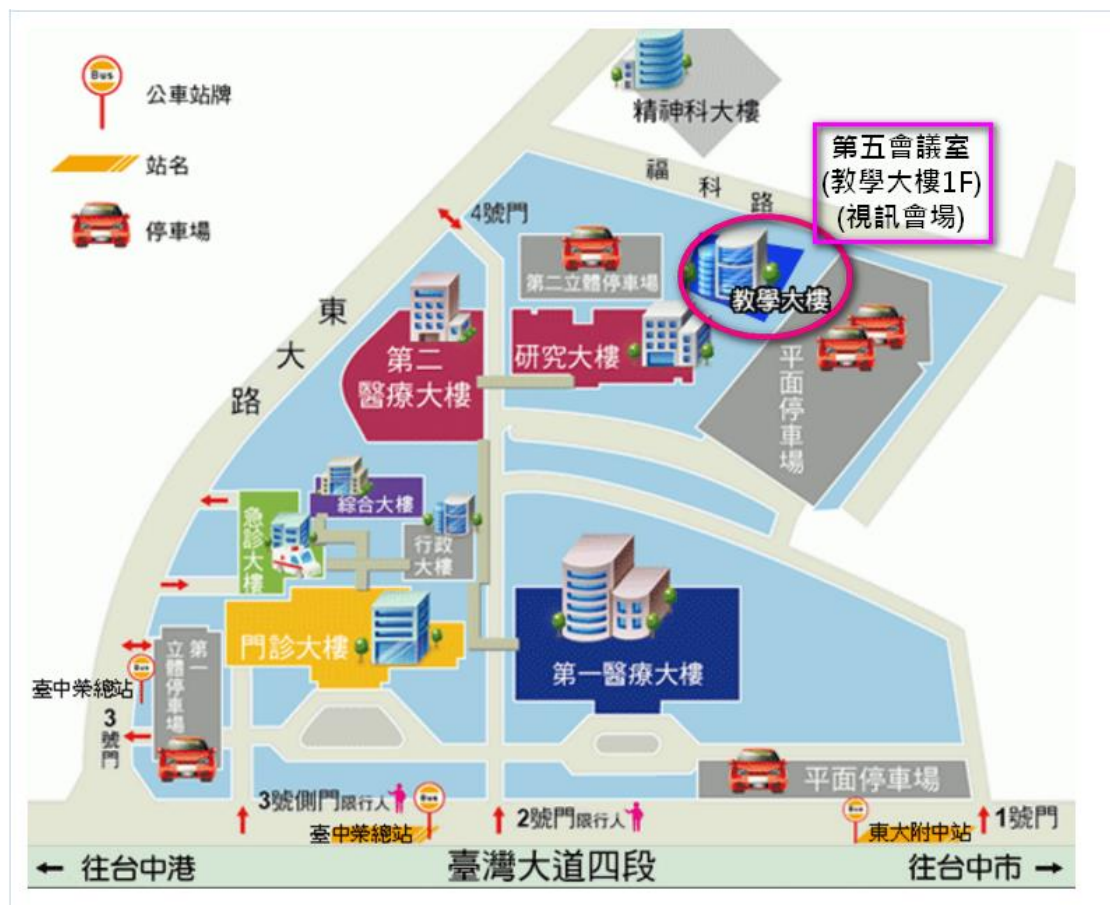 Bus
公車站牌
站名
停車場
精神科大樓
第五會議室
(教學大樓1F)
(視訊會場)
福科路
4號門
第二立體停車場
教學大樓
東大路
第二
醫療大樓
研究大樓
平面停車場
綜合大樓
急診大樓
行政
大樓
門診大樓
第一醫療大樓
第一
立體停車場
Bus
臺中榮總站
3號門
平面停車場
3號側門限行人
Bus
臺中榮總站
2號門限行人
Bus
東大附中站
1號門
← 往台中港
臺灣大道四段
往台中市 →